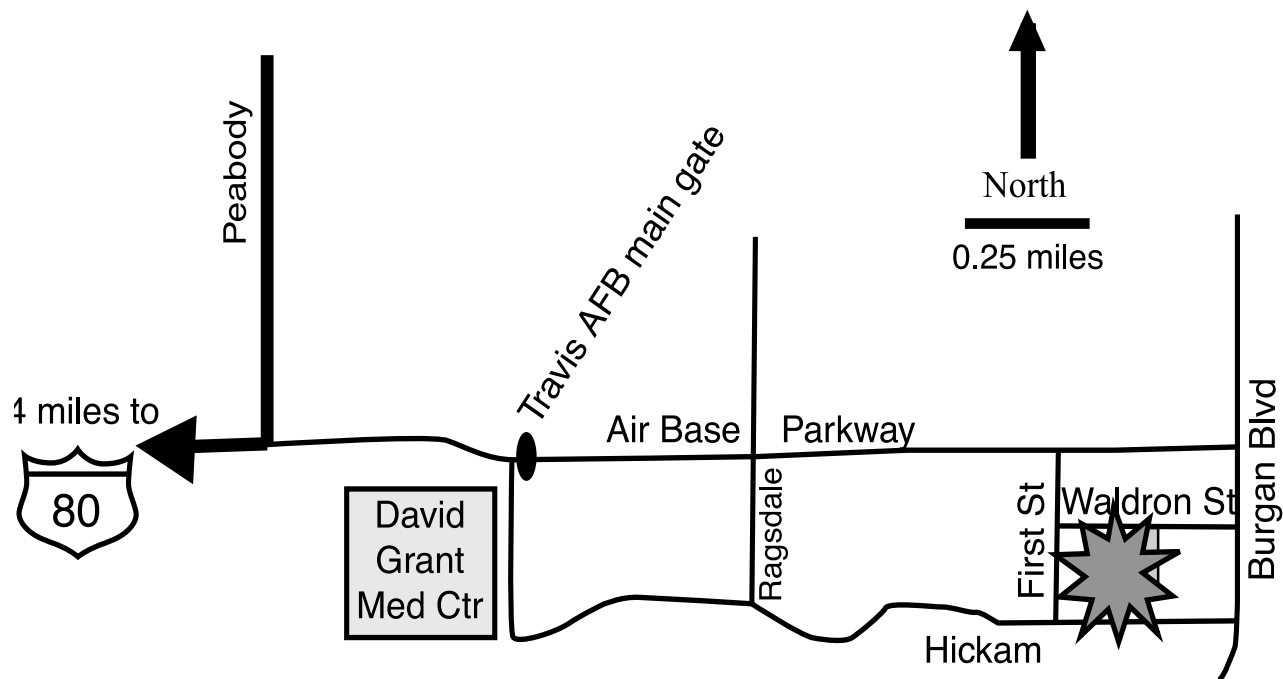 North
0.25 miles
Peabody
Travis AFB main gate
4 miles to
80
Air Base
Parkway
David
Grant
Med Ctr
Ragsdale
First St
Waldron St
Burgan Blvd
Hickam